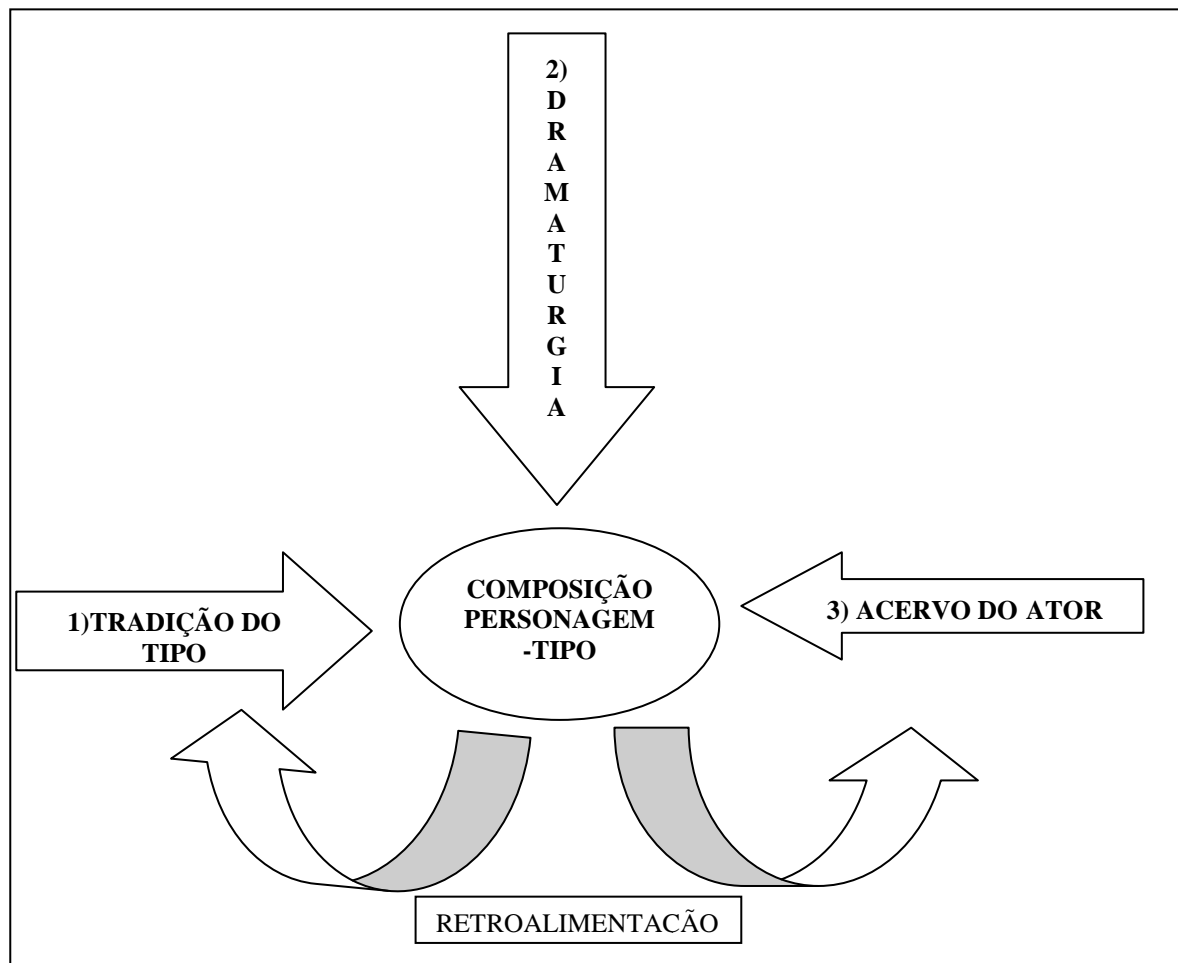 2)
D
R
A
M
A
T
U
R
G
I
A
COMPOSIÇÃO
PERSONAGEM
-TIPO
1)TRADIÇÃO DO
TIPO
3) ACERVO DO ATOR
RETROALIMENTACÃO